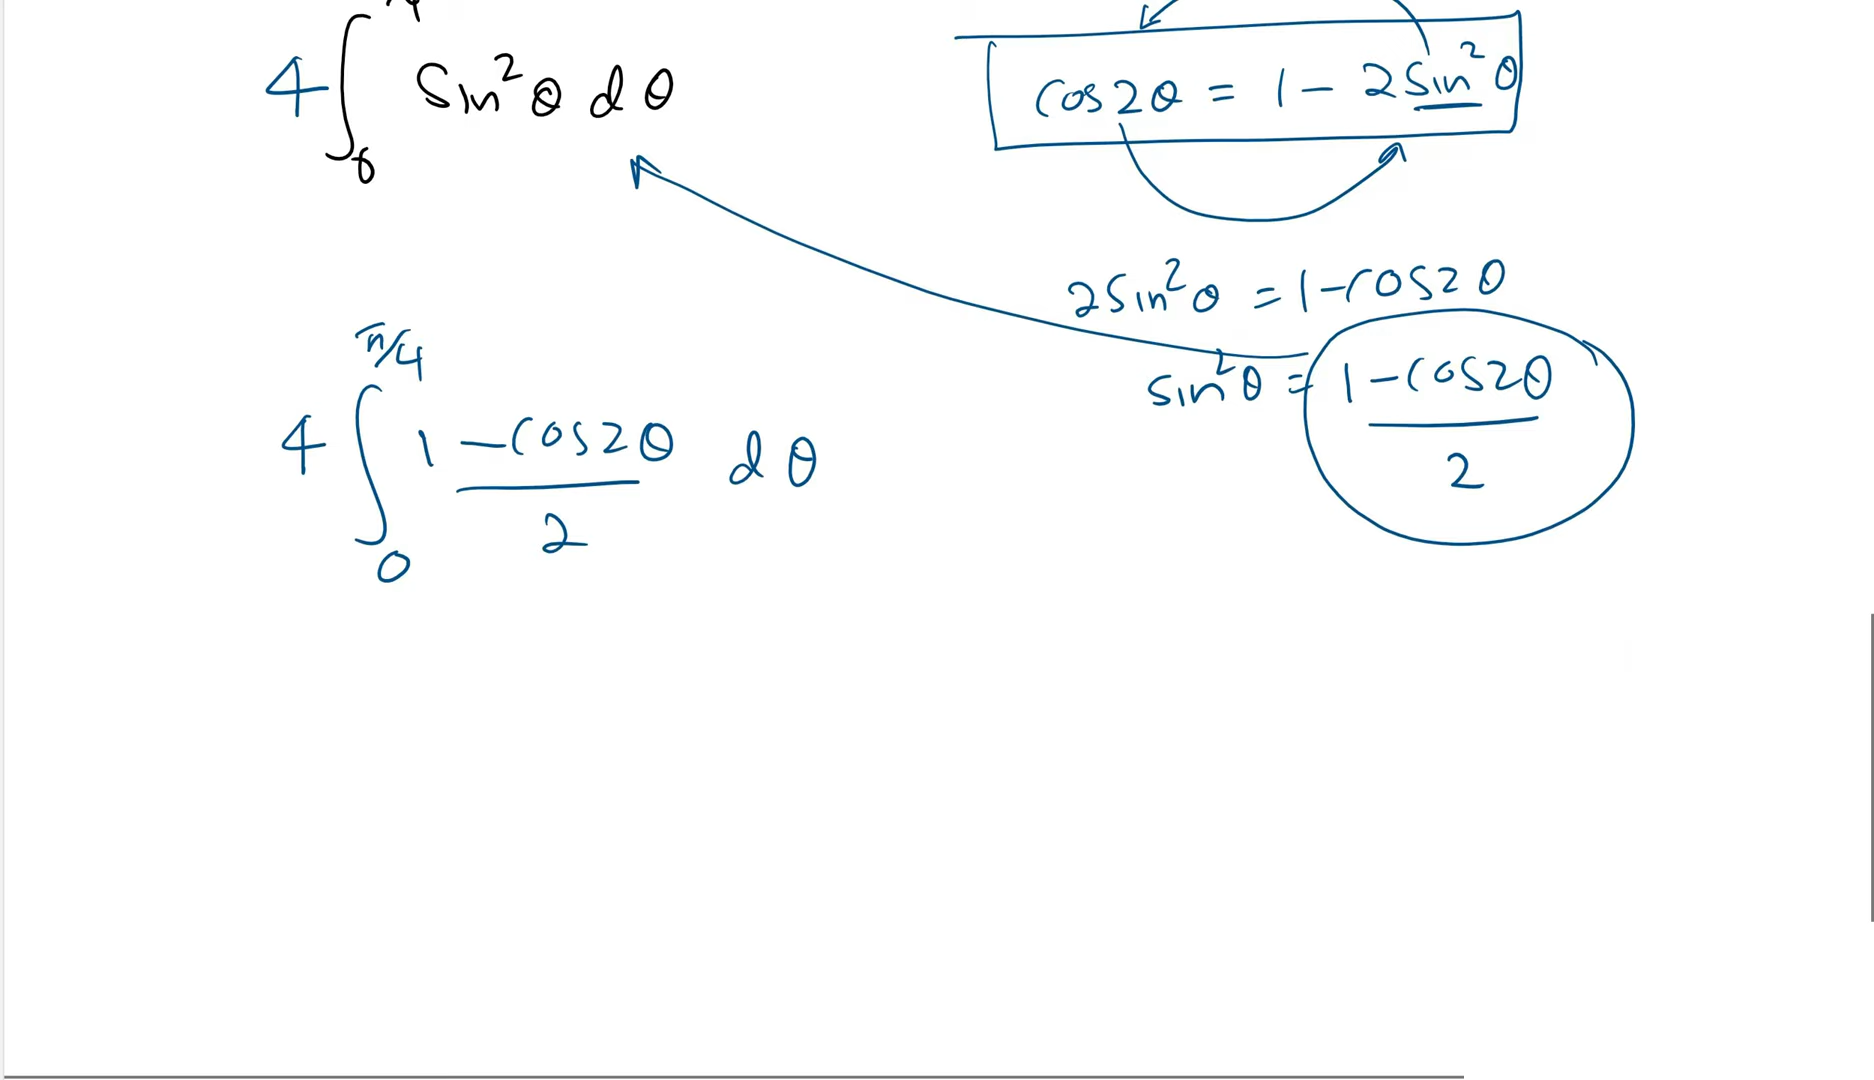 4∫₀ sin²θ dθ
cos2θ = 1 - 2sin²θ
2sin²θ = 1-cos2θ
sin²θ = (1-cos2θ)/2
4 ∫₀^(π/4) (1-cos2θ)/2 dθ